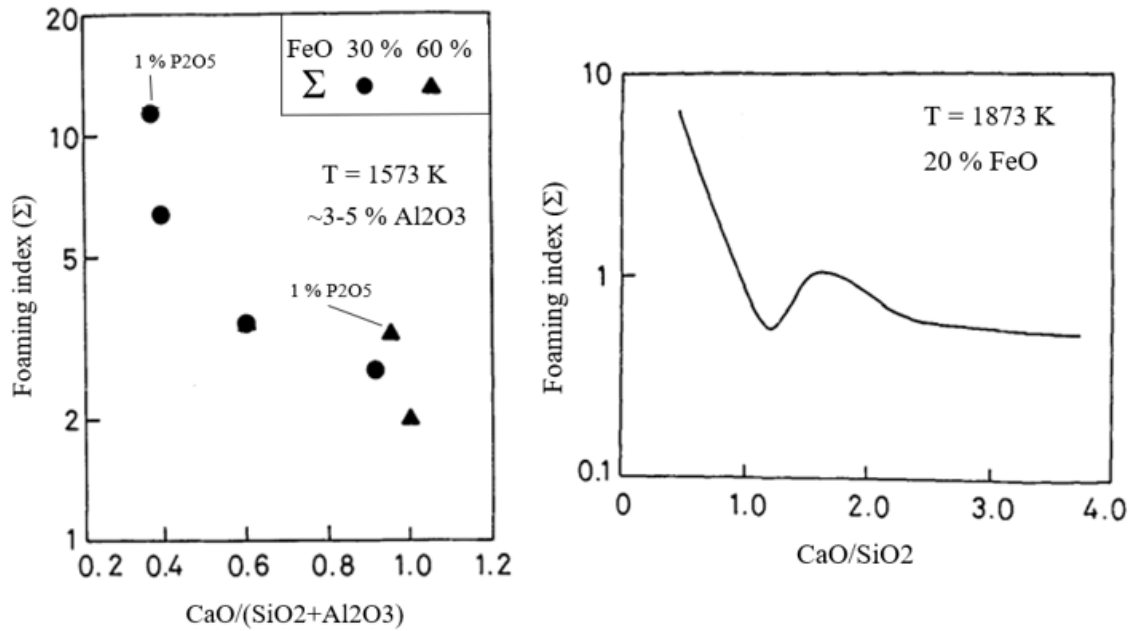 20
10
5
2
1
0.2 0.4 0.6 0.8 1.0 1.2
Foaming index (Σ)
CaO/(SiO2+Al2O3)
1 % P2O5
FeO 30 % 60 %
Σ ● ▲
T = 1573 K
~3-5 % Al2O3
1 % P2O5
10
1
0.1
0 1.0 2.0 3.0 4.0
Foaming index (Σ)
CaO/SiO2
T = 1873 K
20 % FeO